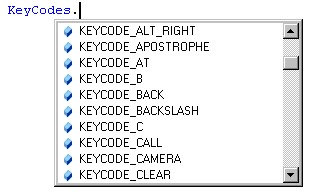 KeyCodes.
KEYCODE_ALT_RIGHT
KEYCODE_APOSTROPHE
KEYCODE_AT
KEYCODE_B
KEYCODE_BACK
KEYCODE_BACKSLASH
KEYCODE_C
KEYCODE_CALL
KEYCODE_CAMERA
KEYCODE_CLEAR